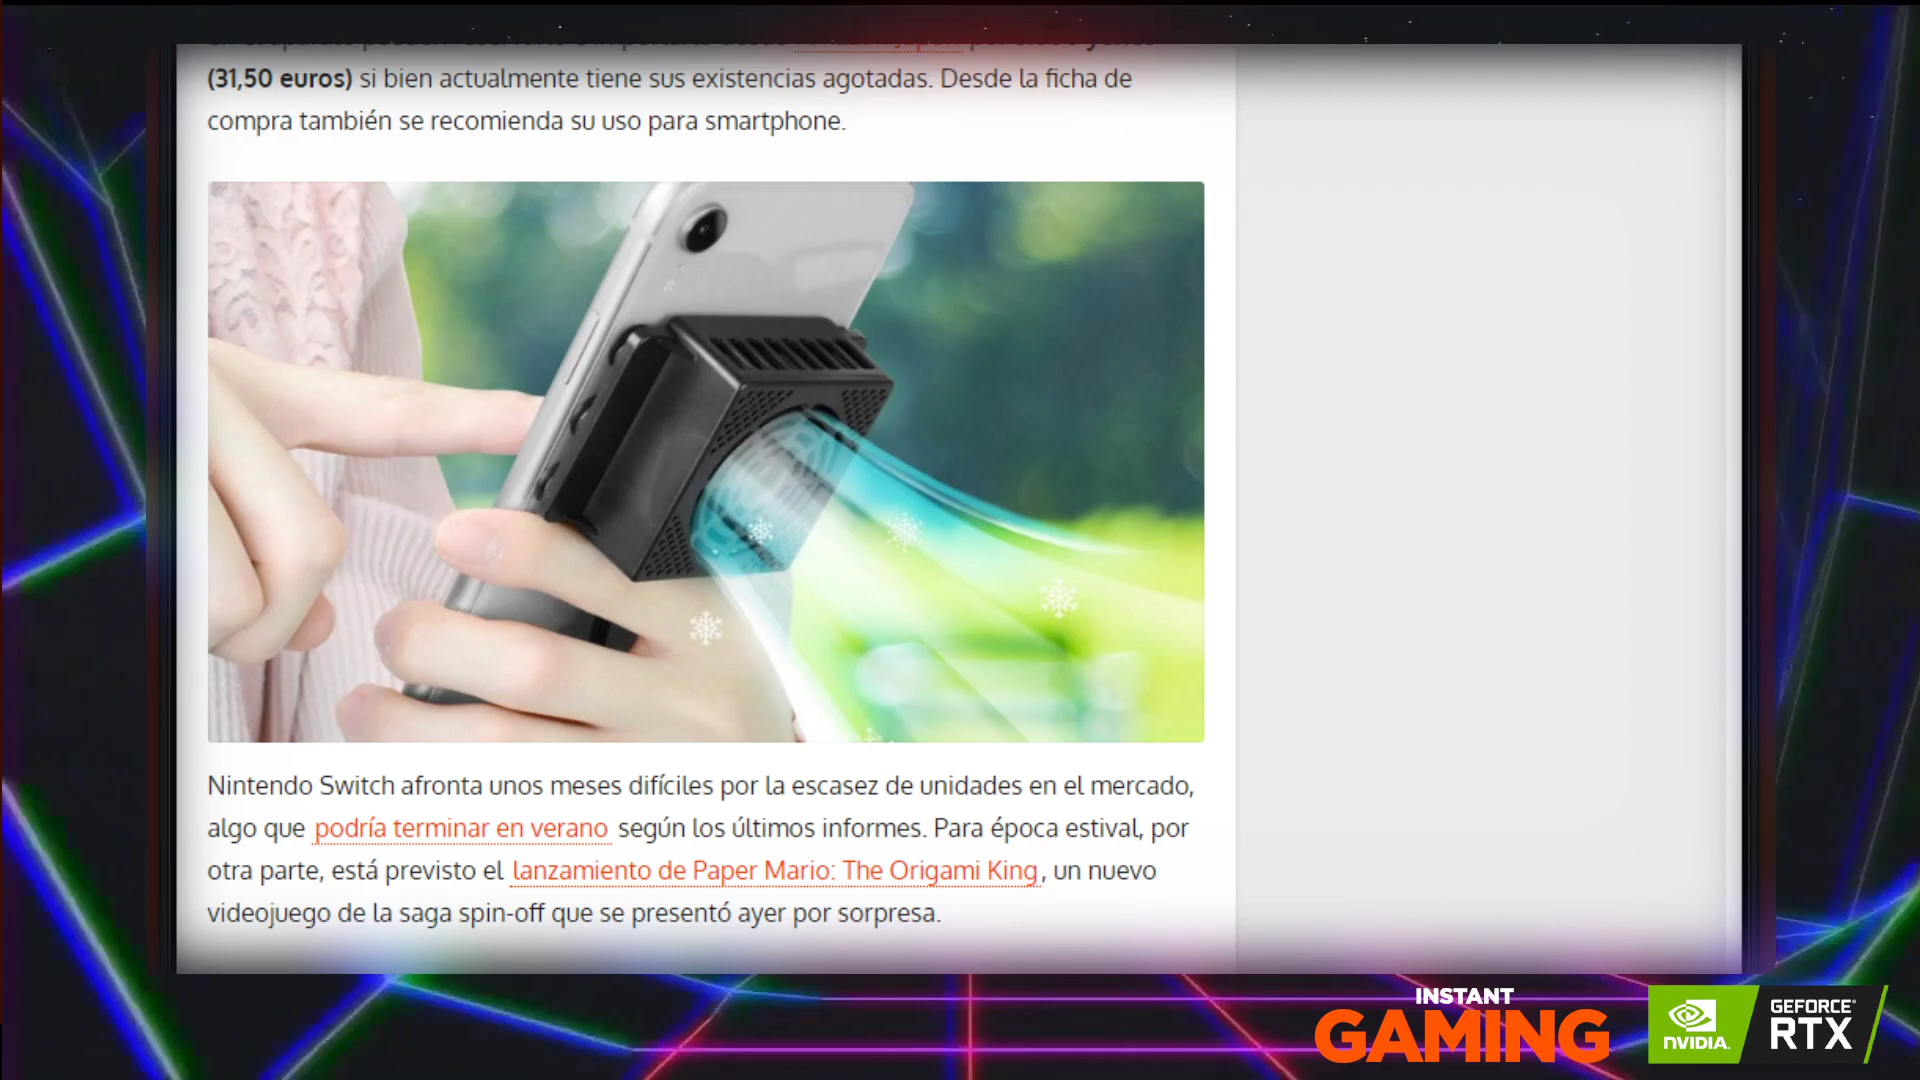 (31,50 euros) si bien actualmente tiene sus existencias agotadas. Desde la ficha de
compra también se recomienda su uso para smartphone.
Nintendo Switch afronta unos meses difíciles por la escasez de unidades en el mercado,
algo que podría terminar en verano según los últimos informes. Para época estival, por
otra parte, está previsto el lanzamiento de Paper Mario: The Origami King, un nuevo
videojuego de la saga spin-off que se presentó ayer por sorpresa.
INSTANT
GAMING
NVIDIA.
GEFORCE
RTX